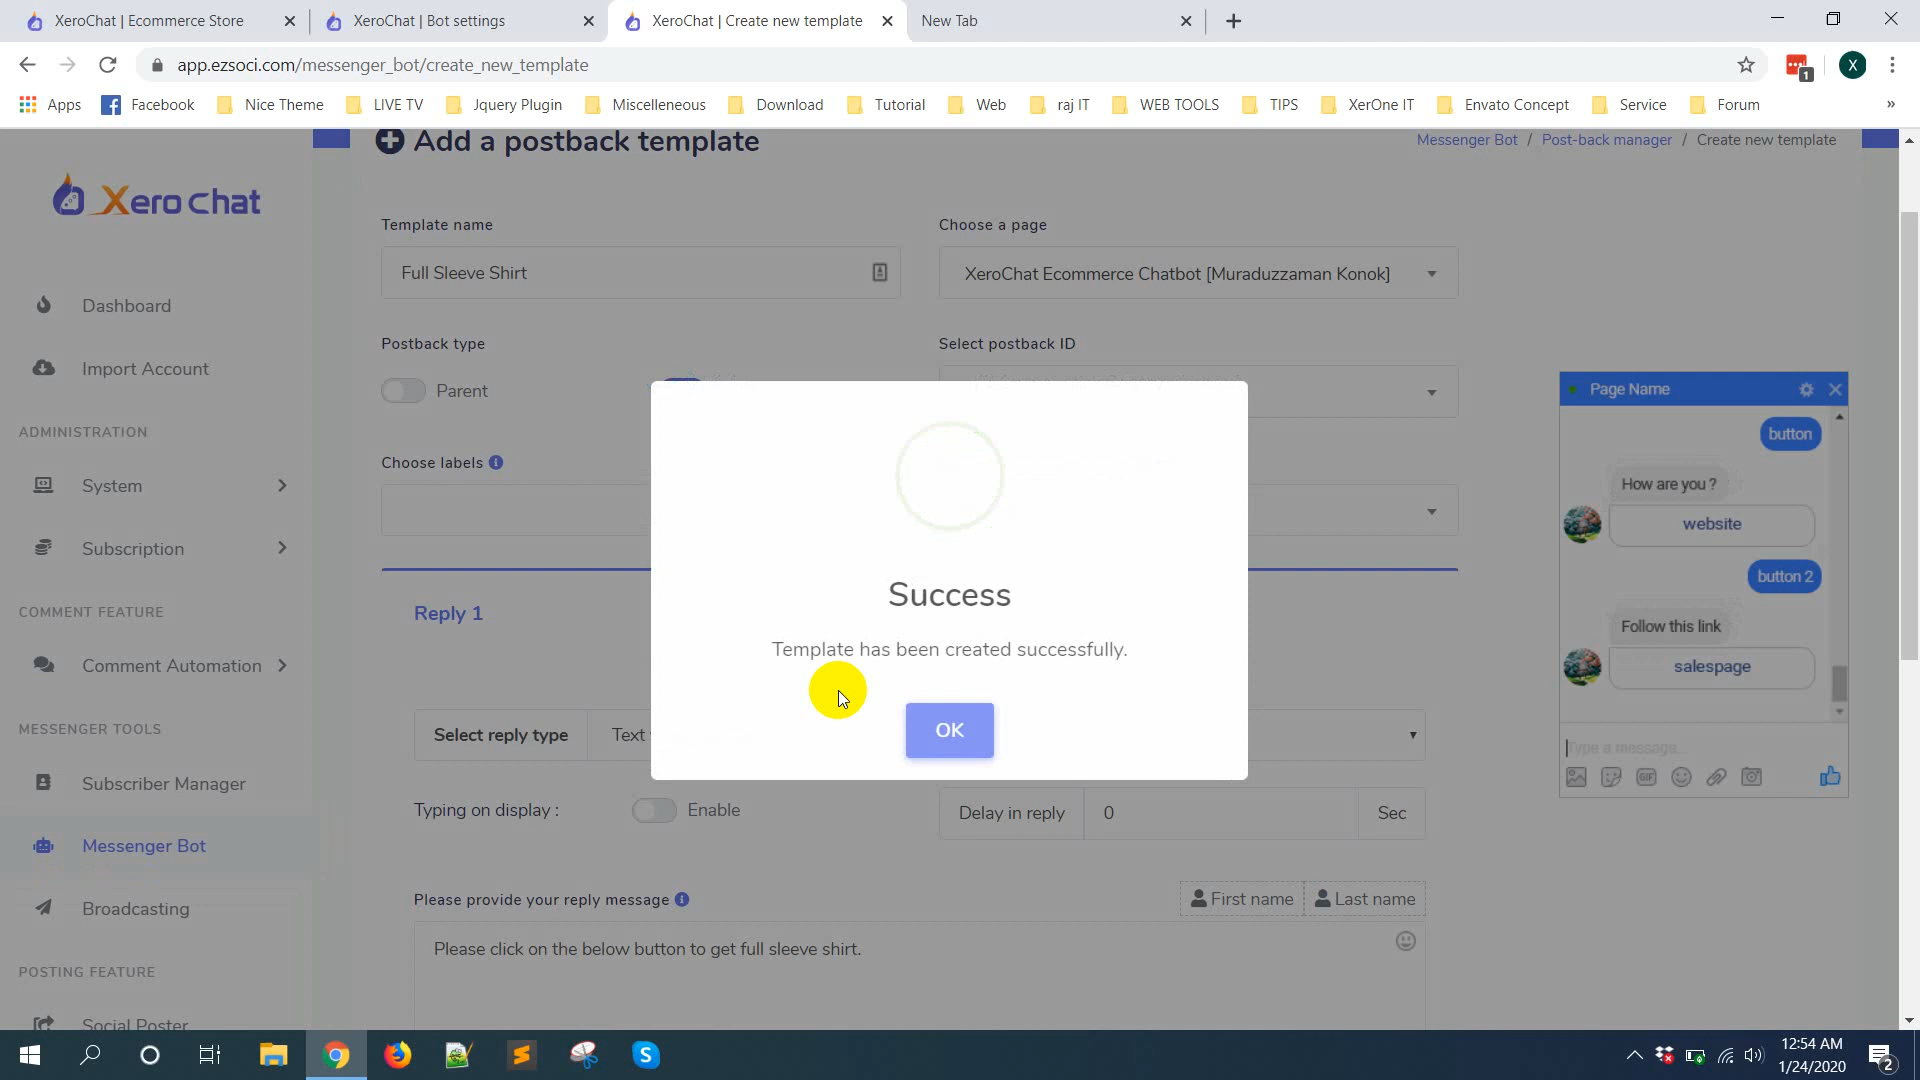 XeroChat | Ecommerce Store
XeroChat | Bot settings
XeroChat | Create new template
New Tab
app.ezsoci.com/messenger_bot/create_new_template
1
X
Apps
Facebook
Nice Theme
LIVE TV
Jquery Plugin
Miscelleneous
Download
Tutorial
Web
raj IT
WEB TOOLS
TIPS
XerOne IT
Envato Concept
Service
Forum
»
Add a postback template
Messenger Bot / Post-back manager / Create new template
Xero Chat
Template name
Choose a page
Full Sleeve Shirt
XeroChat Ecommerce Chatbot [Muraduzzaman Konok]
Dashboard
Postback type
Select postback ID
Import Account
Parent
Page Name
ADMINISTRATION
button
Choose labels
System
How are you ?
website
Subscription
button 2
Success
COMMENT FEATURE
Reply 1
Follow this link
Template has been created successfully.
Comment Automation
salespage
MESSENGER TOOLS
Select reply type
Text
OK
Type a message...
GIF
Subscriber Manager
Typing on display :
Enable
Delay in reply
0
Sec
Messenger Bot
Please provide your reply message
First name
Last name
Broadcasting
Please click on the below button to get full sleeve shirt.
POSTING FEATURE
Social Poster
12:54 AM
1/24/2020
2